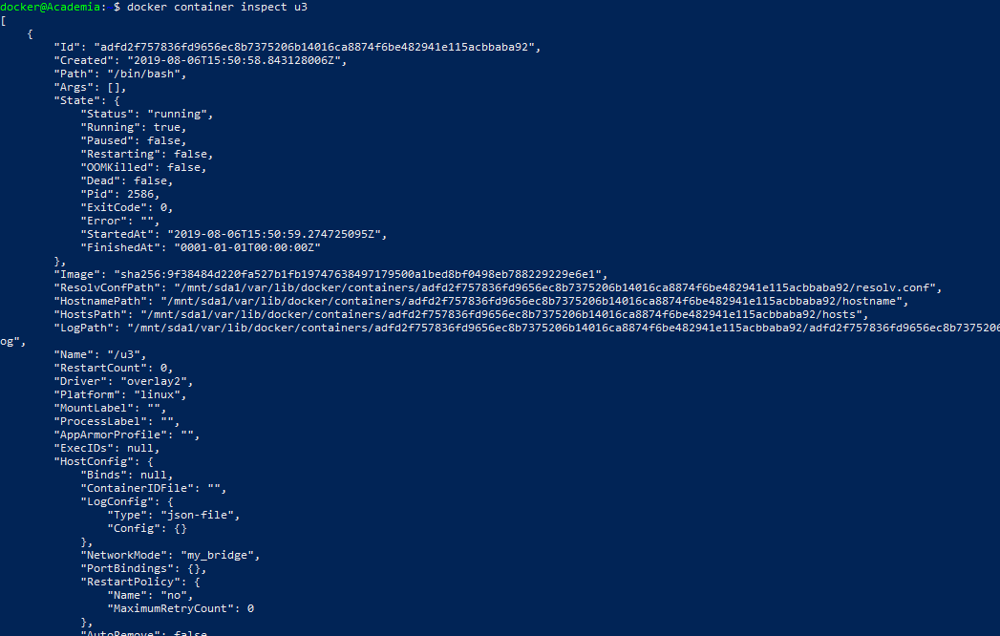 docker@Academia: $ docker container inspect u3
[
    {
        "Id": "adfd2f757836fd9656ec8b7375206b14016ca8874f6be482941e115acbbaba92",
        "Created": "2019-08-06T15:50:58.843128006Z",
        "Path": "/bin/bash",
        "Args": [],
        "State": {
            "Status": "running",
            "Running": true,
            "Paused": false,
            "Restarting": false,
            "OOMKilled": false,
            "Dead": false,
            "Pid": 2586,
            "ExitCode": 0,
            "Error": "",
            "StartedAt": "2019-08-06T15:50:59.274725095Z",
            "FinishedAt": "0001-01-01T00:00:00Z"
        },
        "Image": "sha256:9f38484d220fa527b1fb19747638497179500a1bed8bf0498eb788229229e6e1",
        "ResolvConfPath": "/mnt/sda1/var/lib/docker/containers/adfd2f757836fd9656ec8b7375206b14016ca8874f6be482941e115acbbaba92/resolv.conf",
        "HostnamePath": "/mnt/sda1/var/lib/docker/containers/adfd2f757836fd9656ec8b7375206b14016ca8874f6be482941e115acbbaba92/hostname",
        "HostsPath": "/mnt/sda1/var/lib/docker/containers/adfd2f757836fd9656ec8b7375206b14016ca8874f6be482941e115acbbaba92/hosts",
        "LogPath": "/mnt/sda1/var/lib/docker/containers/adfd2f757836fd9656ec8b7375206b14016ca8874f6be482941e115acbbaba92/adfd2f757836fd9656ec8b7375206
og",
        "Name": "/u3",
        "RestartCount": 0,
        "Driver": "overlay2",
        "Platform": "linux",
        "MountLabel": "",
        "ProcessLabel": "",
        "AppArmorProfile": "",
        "ExecIDs": null,
        "HostConfig": {
            "Binds": null,
            "ContainerIDFile": "",
            "LogConfig": {
                "Type": "json-file",
                "Config": {}
            },
            "NetworkMode": "my_bridge",
            "PortBindings": {},
            "RestartPolicy": {
                "Name": "no",
                "MaximumRetryCount": 0
            },
            "AutoRemove": false